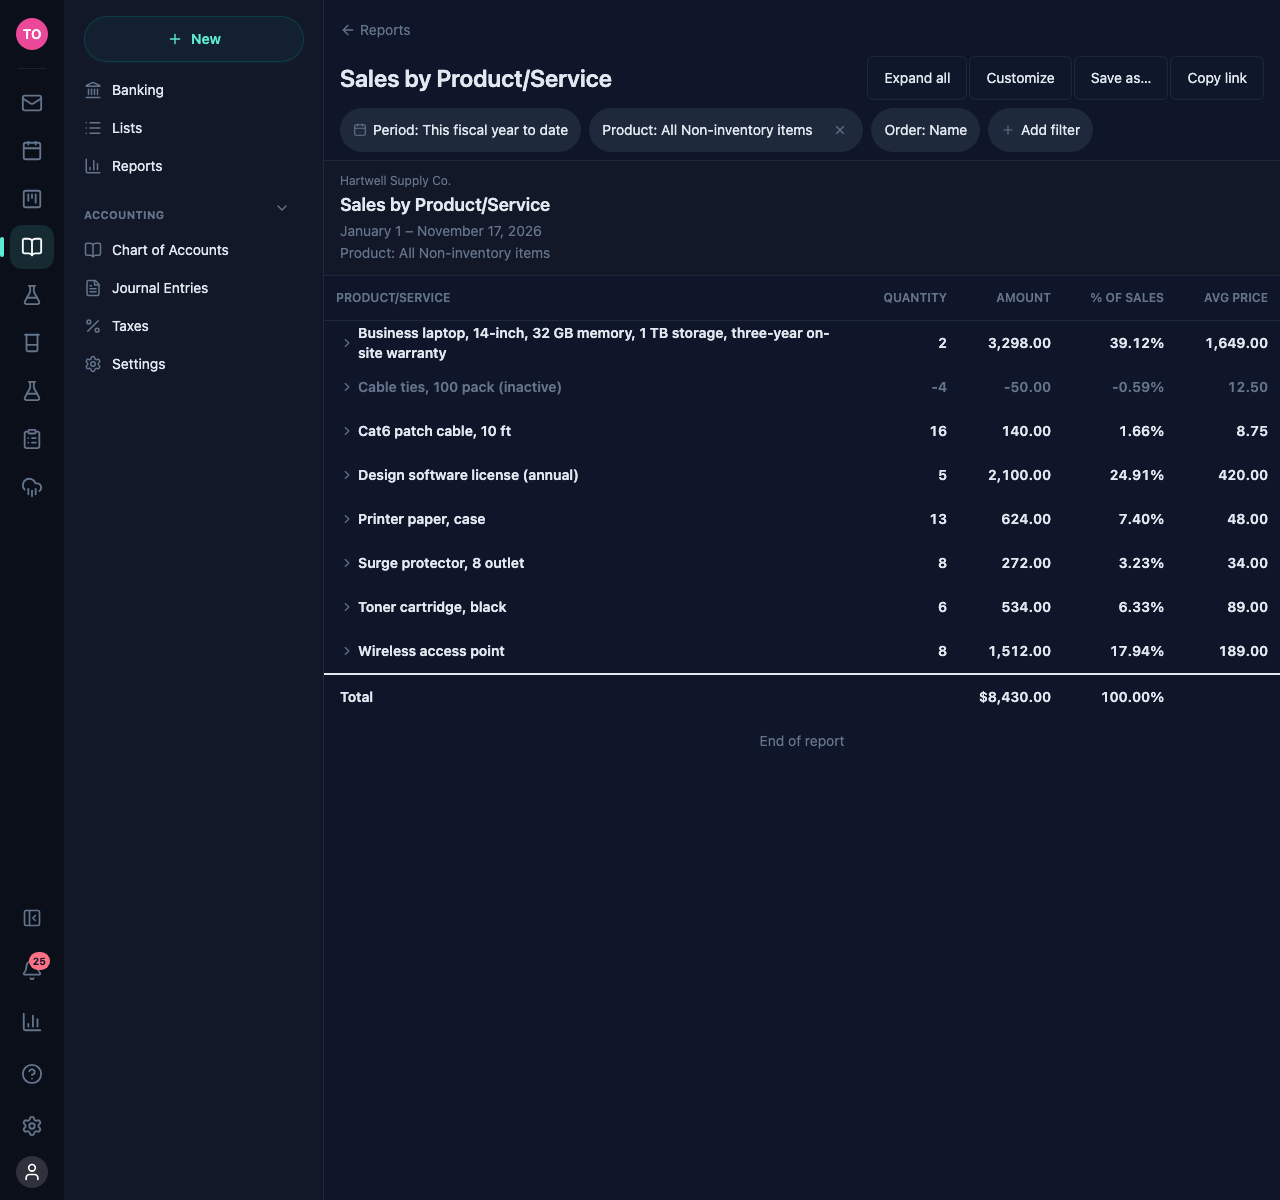 TO
New
Banking
Lists
Reports
ACCOUNTING
Chart of Accounts
Journal Entries
Taxes
Settings
25
Reports
Sales by Product/Service
Expand all
Customize
Save as...
Copy link
Period: This fiscal year to date
Product: All Non-inventory items
Order: Name
Add filter
Hartwell Supply Co.
Sales by Product/Service
January 1 – November 17, 2026
Product: All Non-inventory items
PRODUCT/SERVICE QUANTITY AMOUNT % OF SALES AVG PRICE
Business laptop, 14-inch, 32 GB memory, 1 TB storage, three-year on-
site warranty 2 3,298.00 39.12% 1,649.00
Cable ties, 100 pack (inactive) -4 -50.00 -0.59% 12.50
Cat6 patch cable, 10 ft 16 140.00 1.66% 8.75
Design software license (annual) 5 2,100.00 24.91% 420.00
Printer paper, case 13 624.00 7.40% 48.00
Surge protector, 8 outlet 8 272.00 3.23% 34.00
Toner cartridge, black 6 534.00 6.33% 89.00
Wireless access point 8 1,512.00 17.94% 189.00
Total $8,430.00 100.00%
End of report